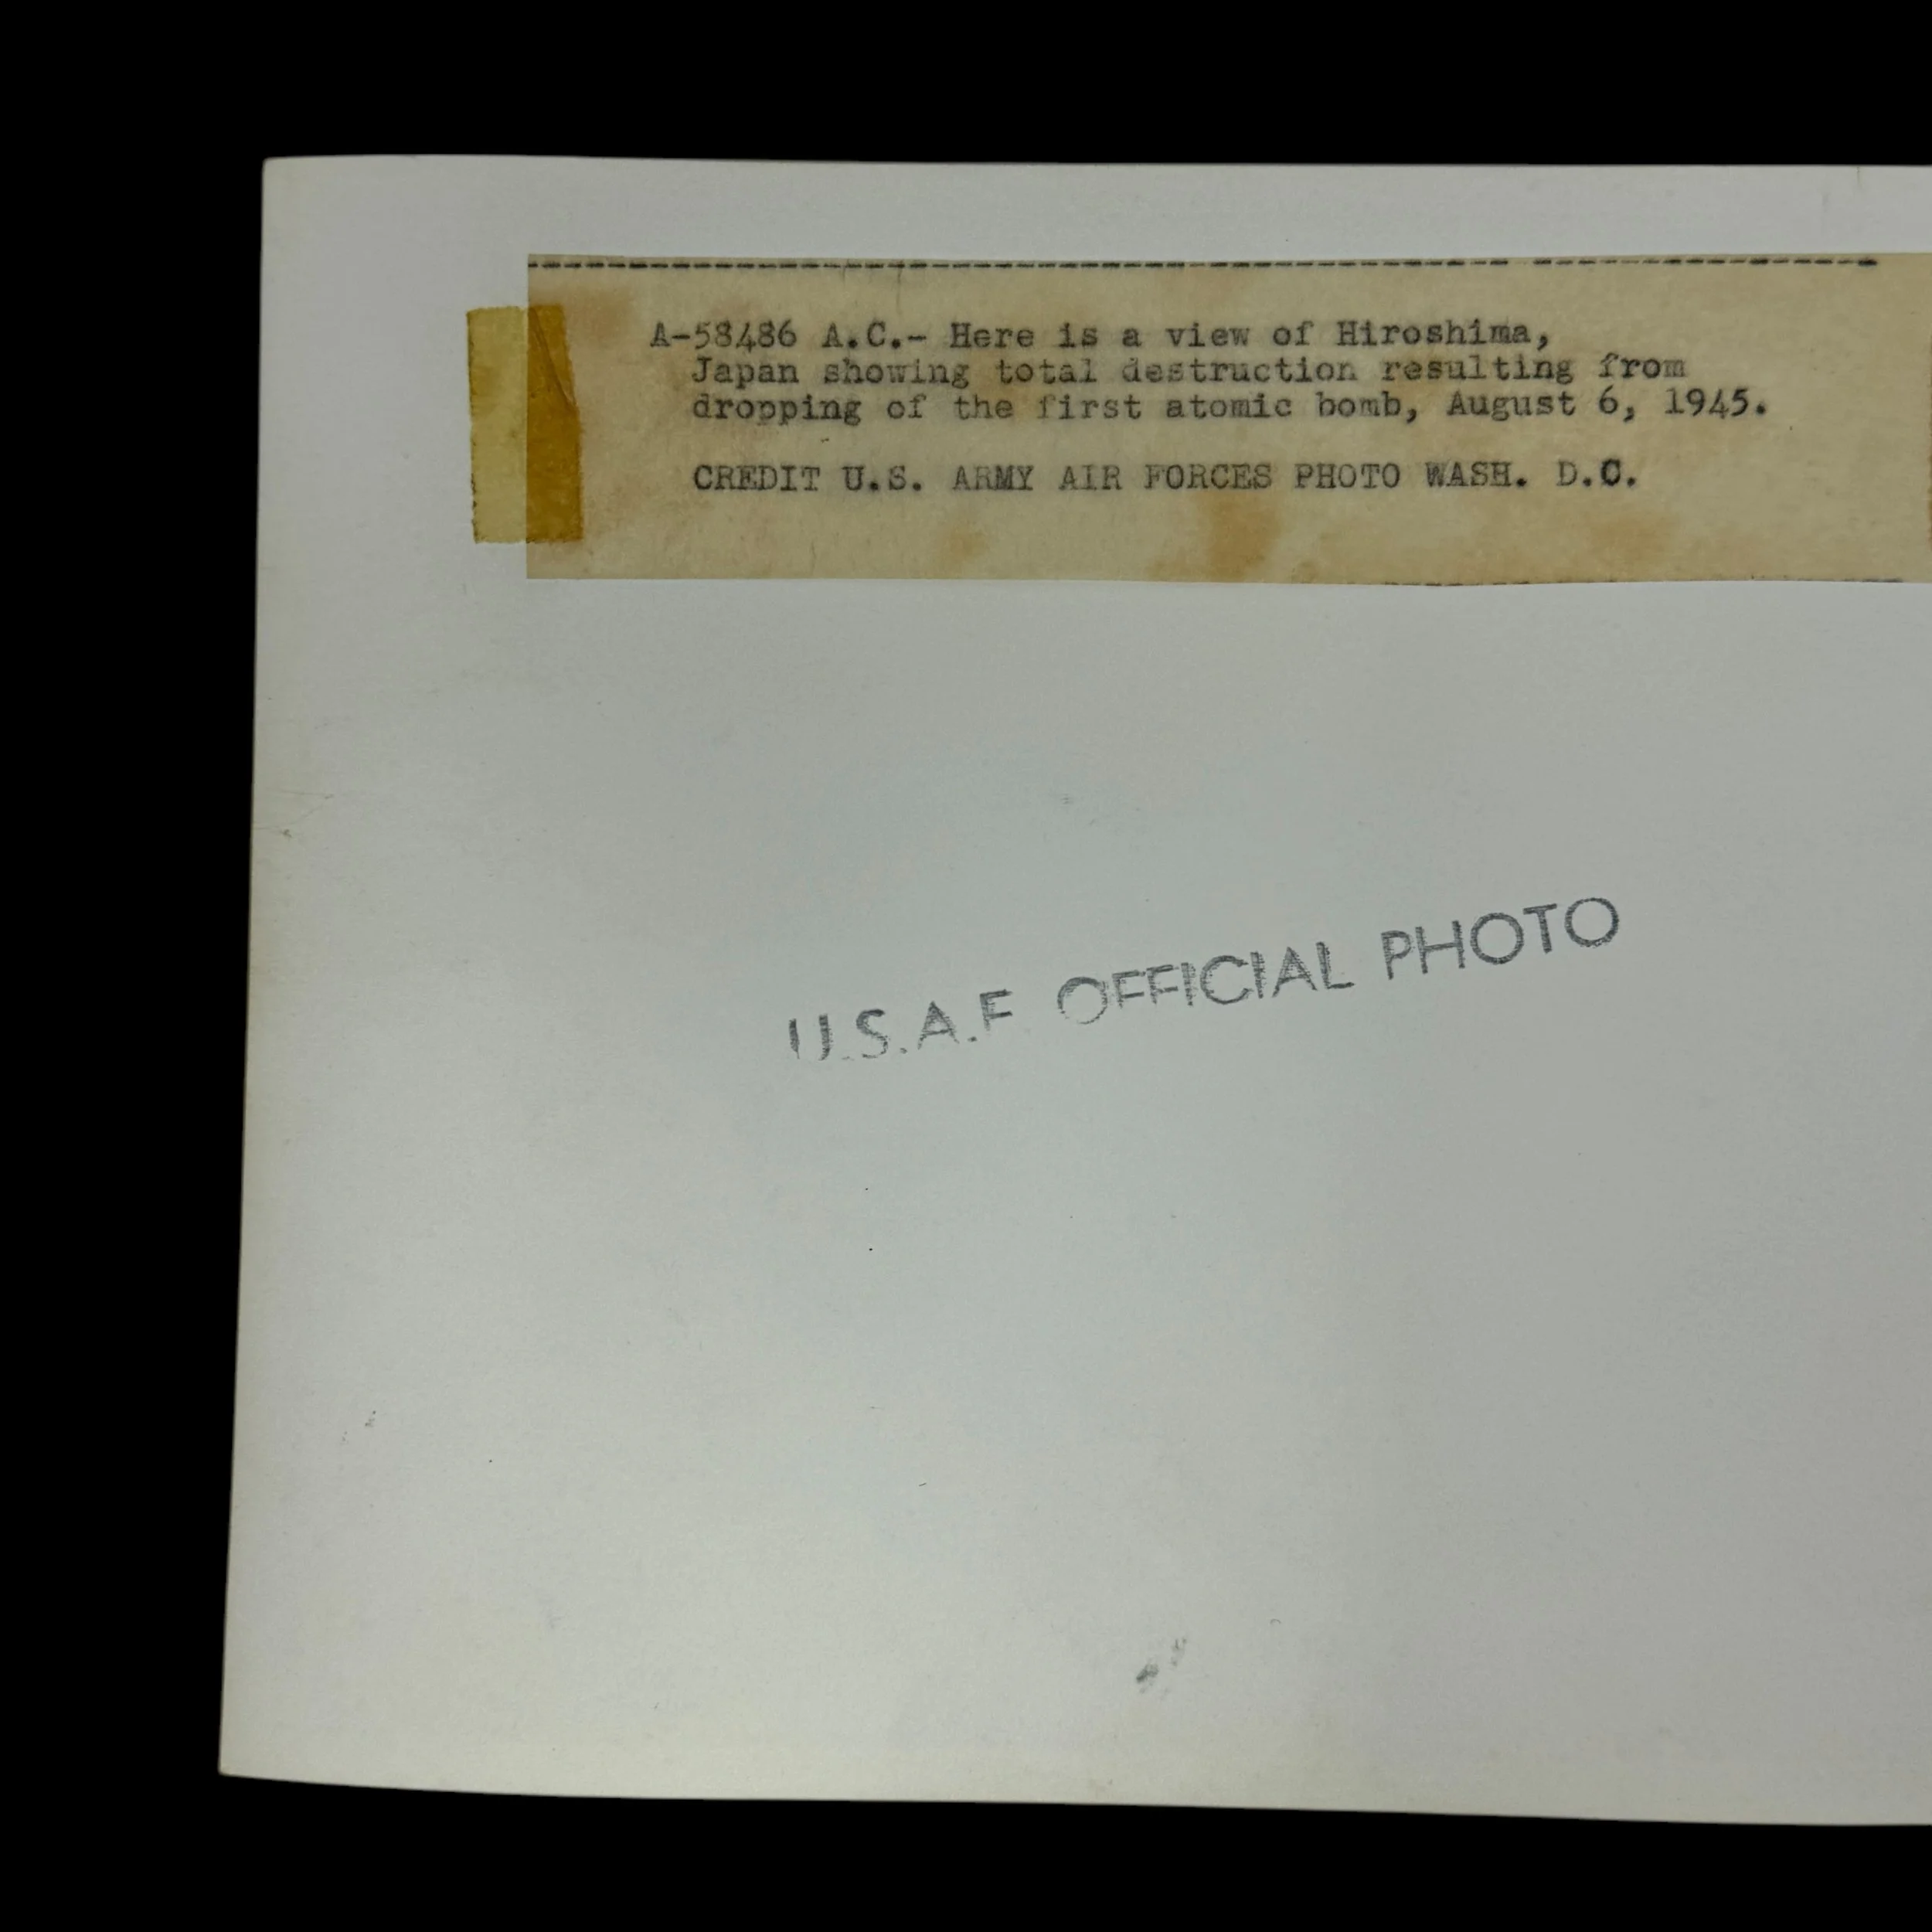 A-58486 A.C.- Here is a view of Hiroshima,
Japan showing total destruction resulting from
dropping of the first atomic bomb, August 6, 1945.
CREDIT U.S. ARMY AIR FORCES PHOTO WASH. D.C.
U.S.A.F OFFICIAL PHOTO